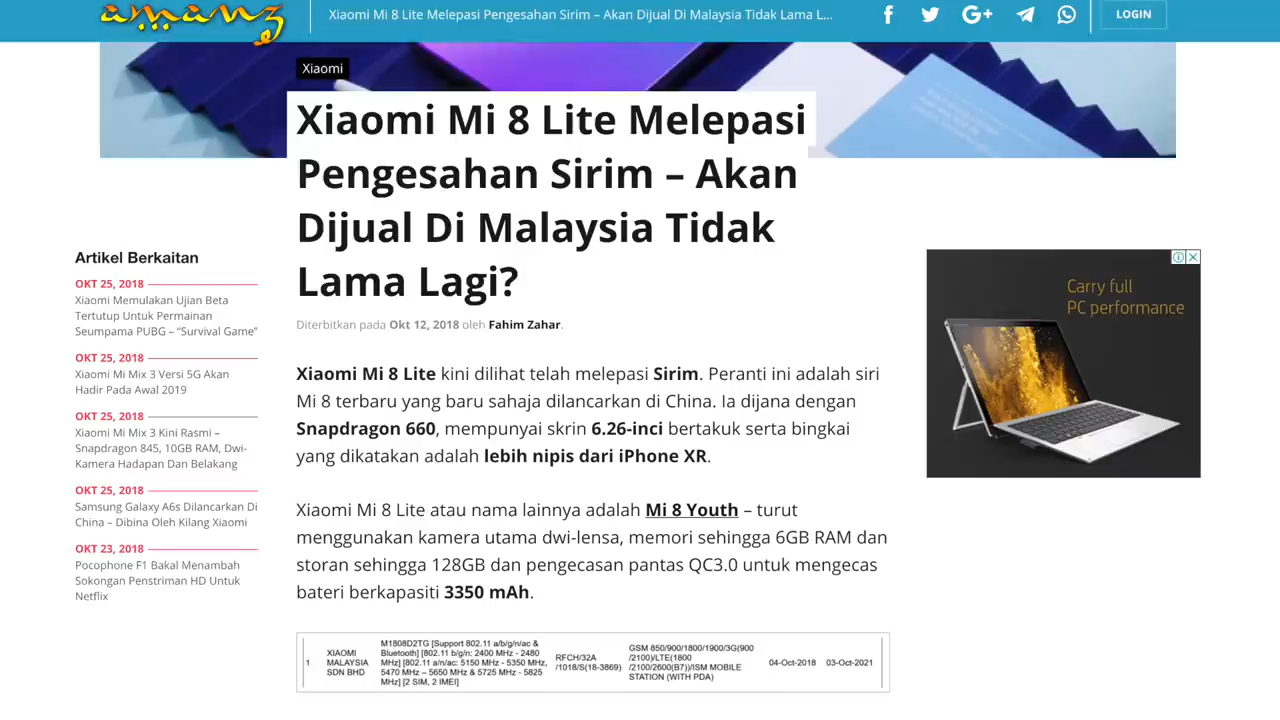 amanz
Xiaomi Mi 8 Lite Melepasi Pengesahan Sirim – Akan Dijual Di Malaysia Tidak Lama L...
LOGIN
Xiaomi
Xiaomi Mi 8 Lite Melepasi
Pengesahan Sirim – Akan
Dijual Di Malaysia Tidak
Lama Lagi?
Diterbitkan pada Okt 12, 2018 oleh Fahim Zahar.
Artikel Berkaitan
OKT 25, 2018
Xiaomi Memulakan Ujian Beta
Tertutup Untuk Permainan
Seumpama PUBG – “Survival Game”
OKT 25, 2018
Xiaomi Mi Mix 3 Versi 5G Akan
Hadir Pada Awal 2019
OKT 25, 2018
Xiaomi Mi Mix 3 Kini Rasmi –
Snapdragon 845, 10GB RAM, Dwi-
Kamera Hadapan Dan Belakang
OKT 25, 2018
Samsung Galaxy A6s Dilancarkan Di
China – Dibina Oleh Kilang Xiaomi
OKT 23, 2018
Pocophone F1 Bakal Menambah
Sokongan Penstriman HD Untuk
Netflix
Xiaomi Mi 8 Lite kini dilihat telah melepasi Sirim. Peranti ini adalah siri
Mi 8 terbaru yang baru sahaja dilancarkan di China. Ia dijana dengan
Snapdragon 660, mempunyai skrin 6.26-inci bertakuk serta bingkai
yang dikatakan adalah lebih nipis dari iPhone XR.
Xiaomi Mi 8 Lite atau nama lainnya adalah Mi 8 Youth – turut
menggunakan kamera utama dwi-lensa, memori sehingga 6GB RAM dan
storan sehingga 128GB dan pengecasan pantas QC3.0 untuk mengecas
bateri berkapasiti 3350 mAh.
1
XIAOMI
MALAYSIA
SDN BHD
M1808D2TG [Support 802.11 a/b/g/n/ac &
Bluetooth] [802.11 b/g/n: 2400 MHz - 2480
MHz] [802.11 a/n/ac: 5150 MHz - 5350 MHz,
5470 MHz – 5650 MHz & 5725 MHz - 5825
MHz] [2 SIM, 2 IMEI]
RFCH/32A
/1018/S(18-3869)
GSM 850/900/1800/1900/3G(900
/2100)/LTE(1800
/2100/2600(B7))/ISM MOBILE
STATION (WITH PDA)
04-Oct-2018
03-Oct-2021
Carry full
PC performance